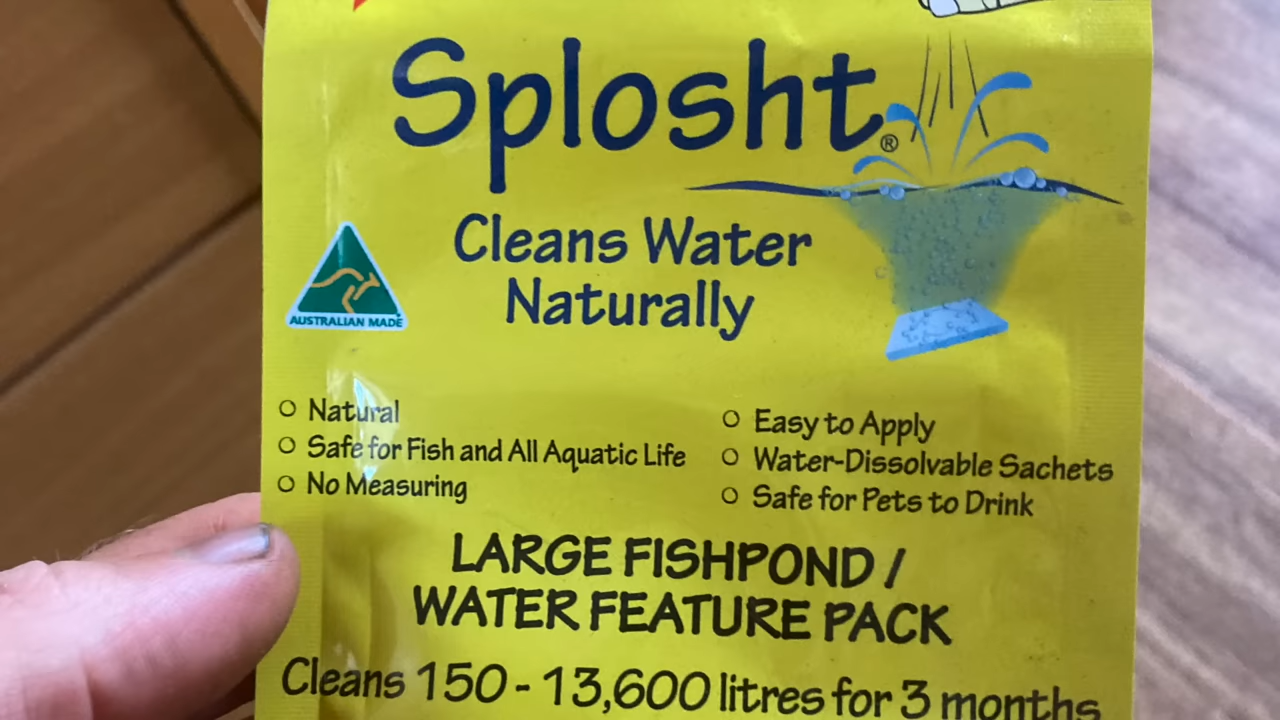 Splosht®
Cleans Water
Naturally
AUSTRALIAN MADE
○ Natural
○ Safe for Fish and All Aquatic Life
○ No Measuring
○ Easy to Apply
○ Water-Dissolvable Sachets
○ Safe for Pets to Drink
LARGE FISHPOND /
WATER FEATURE PACK
Cleans 150 - 13,600 litres for 3 months